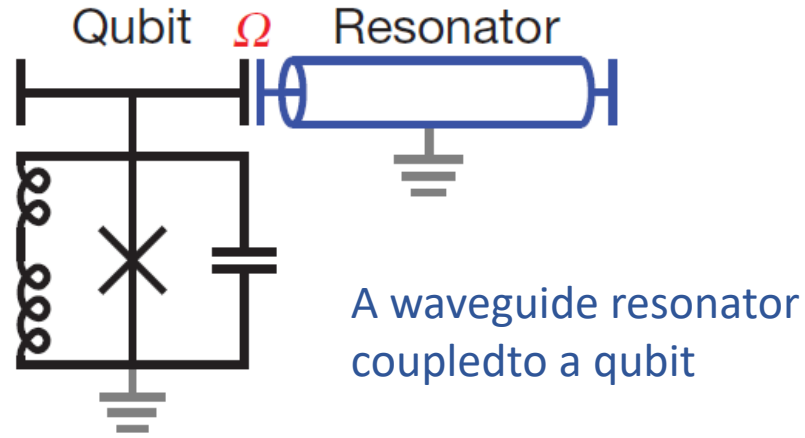 Qubit Ω Resonator
A waveguide resonator
coupledto a qubit